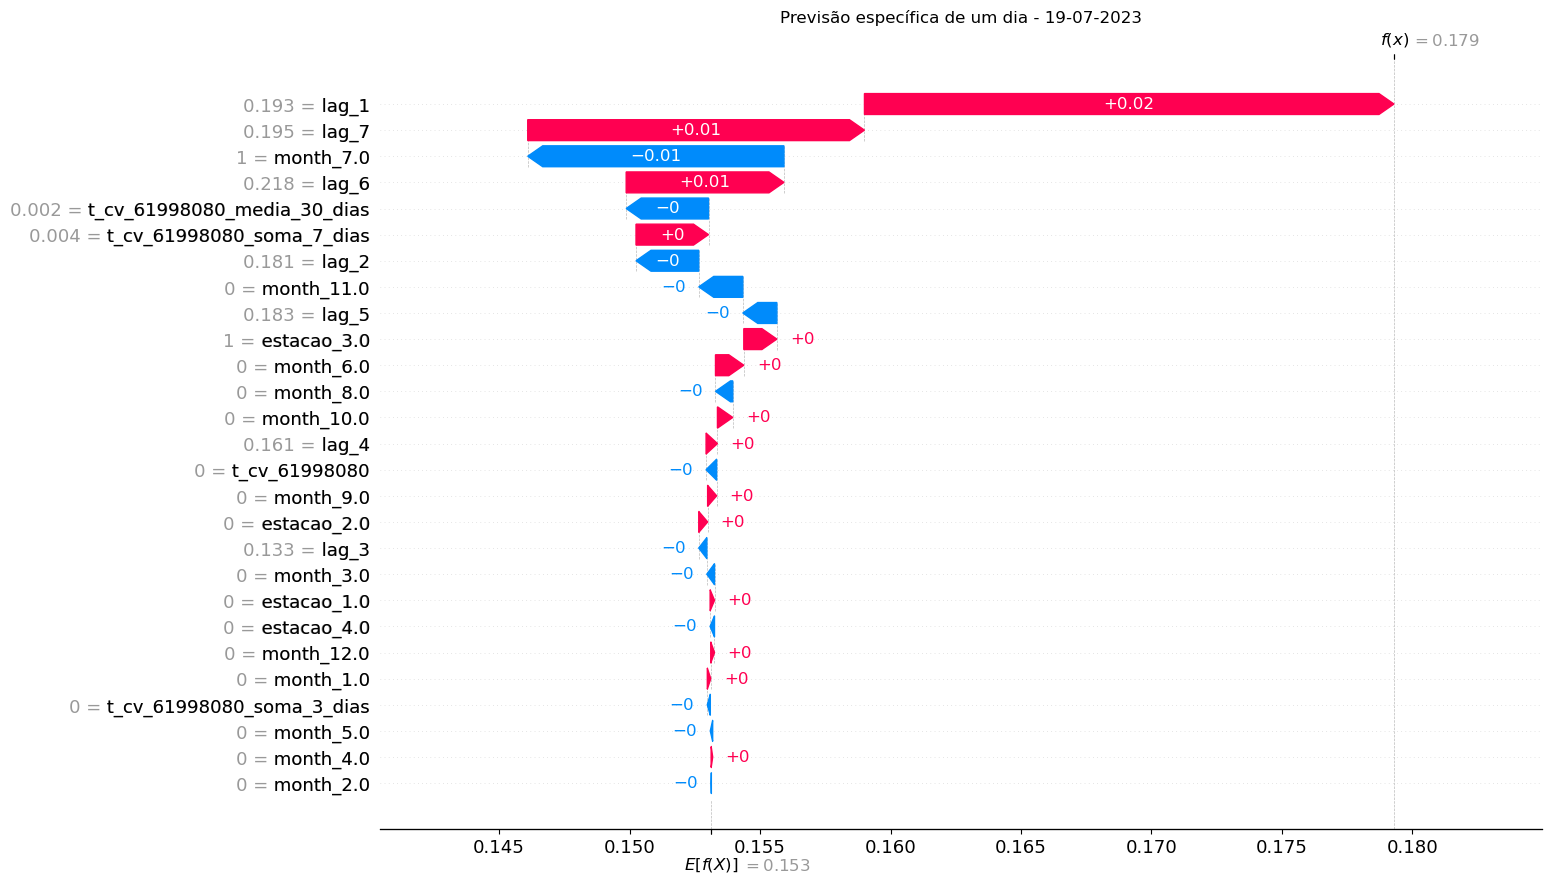 Previsão específica de um dia - 19-07-2023
f(x) = 0.179
0.193 = lag_1 +0.02
0.195 = lag_7 +0.01
1 = month_7.0 −0.01
0.218 = lag_6 +0.01
0.002 = t_cv_61998080_media_30_dias −0
0.004 = t_cv_61998080_soma_7_dias +0
0.181 = lag_2 −0
0 = month_11.0 −0
0.183 = lag_5 −0
1 = estacao_3.0 +0
0 = month_6.0 +0
0 = month_8.0 −0
0 = month_10.0 +0
0.161 = lag_4 +0
0 = t_cv_61998080 −0
0 = month_9.0 +0
0 = estacao_2.0 +0
0.133 = lag_3 −0
0 = month_3.0 −0
0 = estacao_1.0 +0
0 = estacao_4.0 −0
0 = month_12.0 +0
0 = month_1.0 +0
0 = t_cv_61998080_soma_3_dias −0
0 = month_5.0 −0
0 = month_4.0 +0
0 = month_2.0 −0
0.145 0.150 0.155 0.160 0.165 0.170 0.175 0.180
E[f(X)] = 0.153